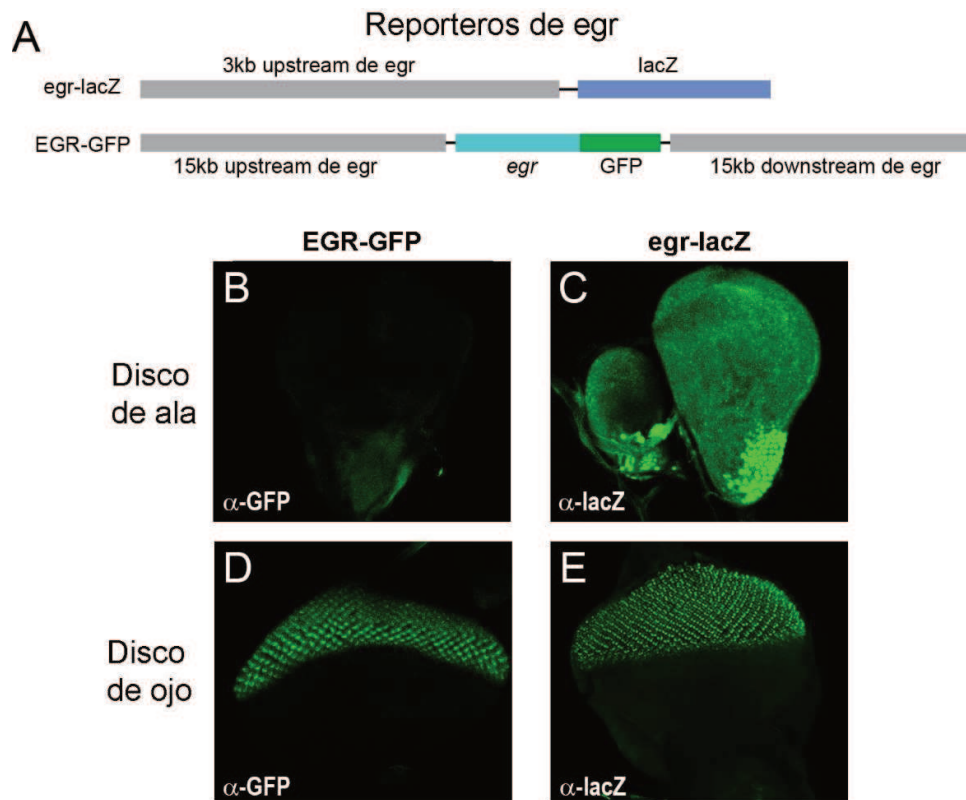 A
Reporteros de egr
3kb upstream de egr
lacZ
egr-lacZ
EGR-GFP
15kb upstream de egr
egr
GFP
15kb downstream de egr
EGR-GFP
egr-lacZ
Disco
de ala
B
α-GFP
C
α-lacZ
Disco
de ojo
D
α-GFP
E
α-lacZ